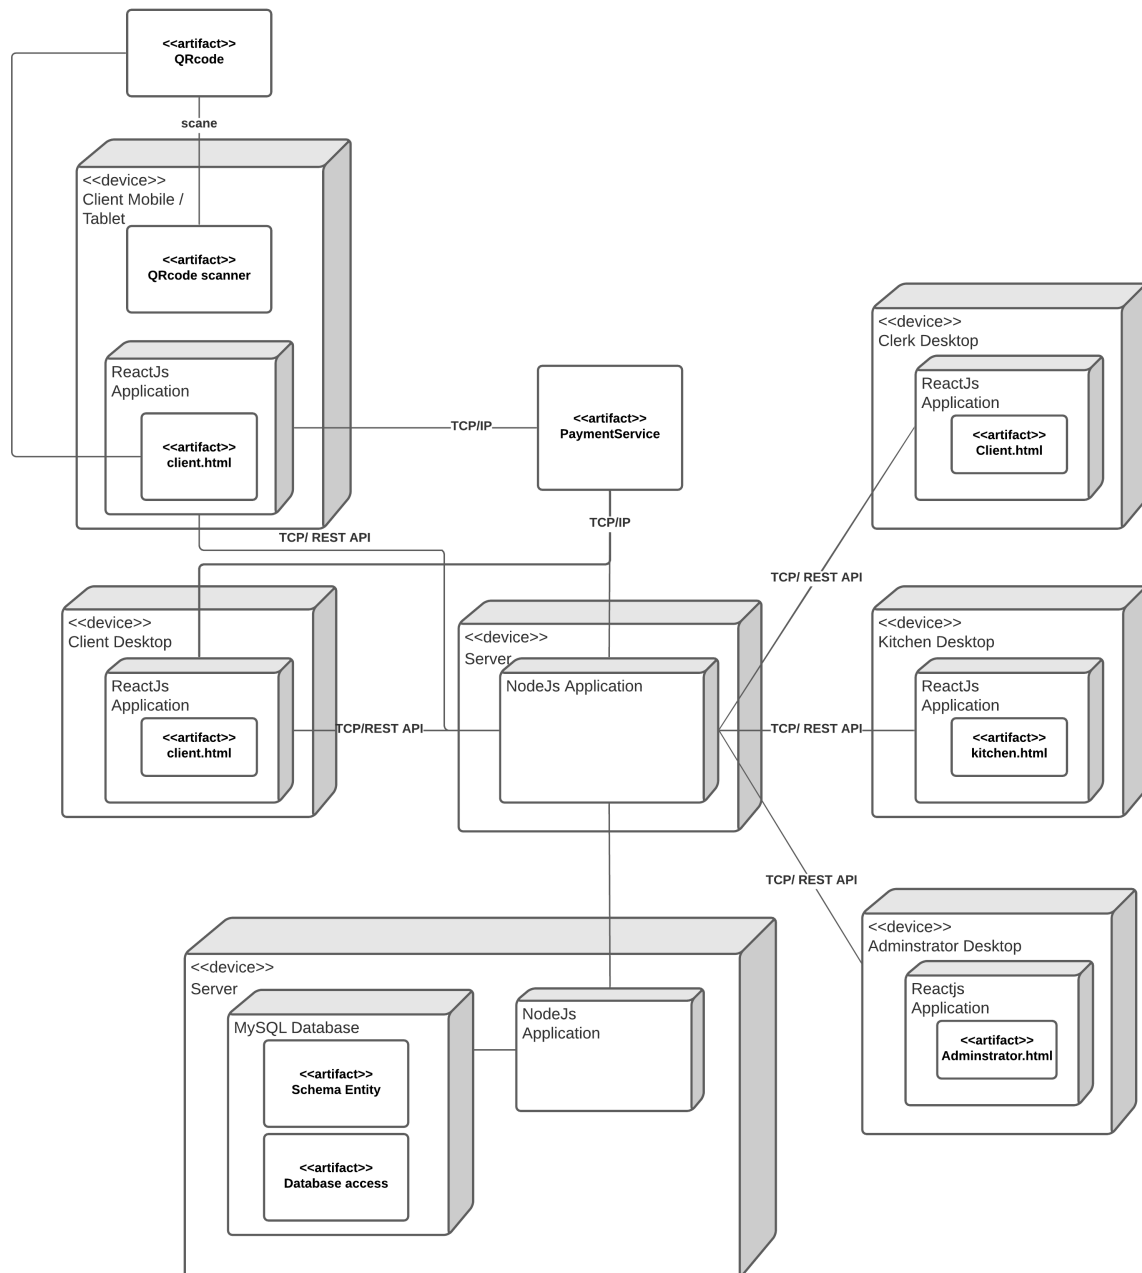 <<artifact>>
QRcode
scane
<<device>>
Client Mobile /
Tablet
<<artifact>>
QRcode scanner
ReactJs
Application
<<artifact>>
client.html
TCP/IP
<<artifact>>
PaymentService
TCP/IP
TCP/ REST API
<<device>>
Clerk Desktop
ReactJs
Application
<<artifact>>
Client.html
TCP/ REST API
<<device>>
Client Desktop
ReactJs
Application
<<artifact>>
client.html
TCP/REST API
<<device>>
Server
NodeJs Application
TCP/ REST API
<<device>>
Kitchen Desktop
ReactJs
Application
<<artifact>>
kitchen.html
TCP/ REST API
<<device>>
Adminstrator Desktop
Reactjs
Application
<<artifact>>
Adminstrator.html
<<device>>
Server
MySQL Database
<<artifact>>
Schema Entity
<<artifact>>
Database access
NodeJs
Application